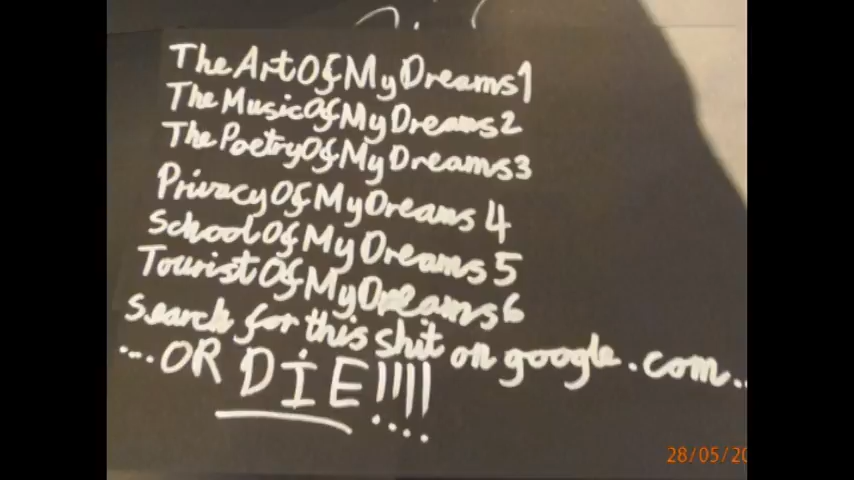 TheArtOfMyDreams1
TheMusicOfMyDreams2
ThePoetryOfMyDreams3
PrivacyOfMyDreams4
SchoolOfMyDreams5
TouristOfMyDreams6
search for this shit on google.com..
...OR DIE!!!!
28/05/20